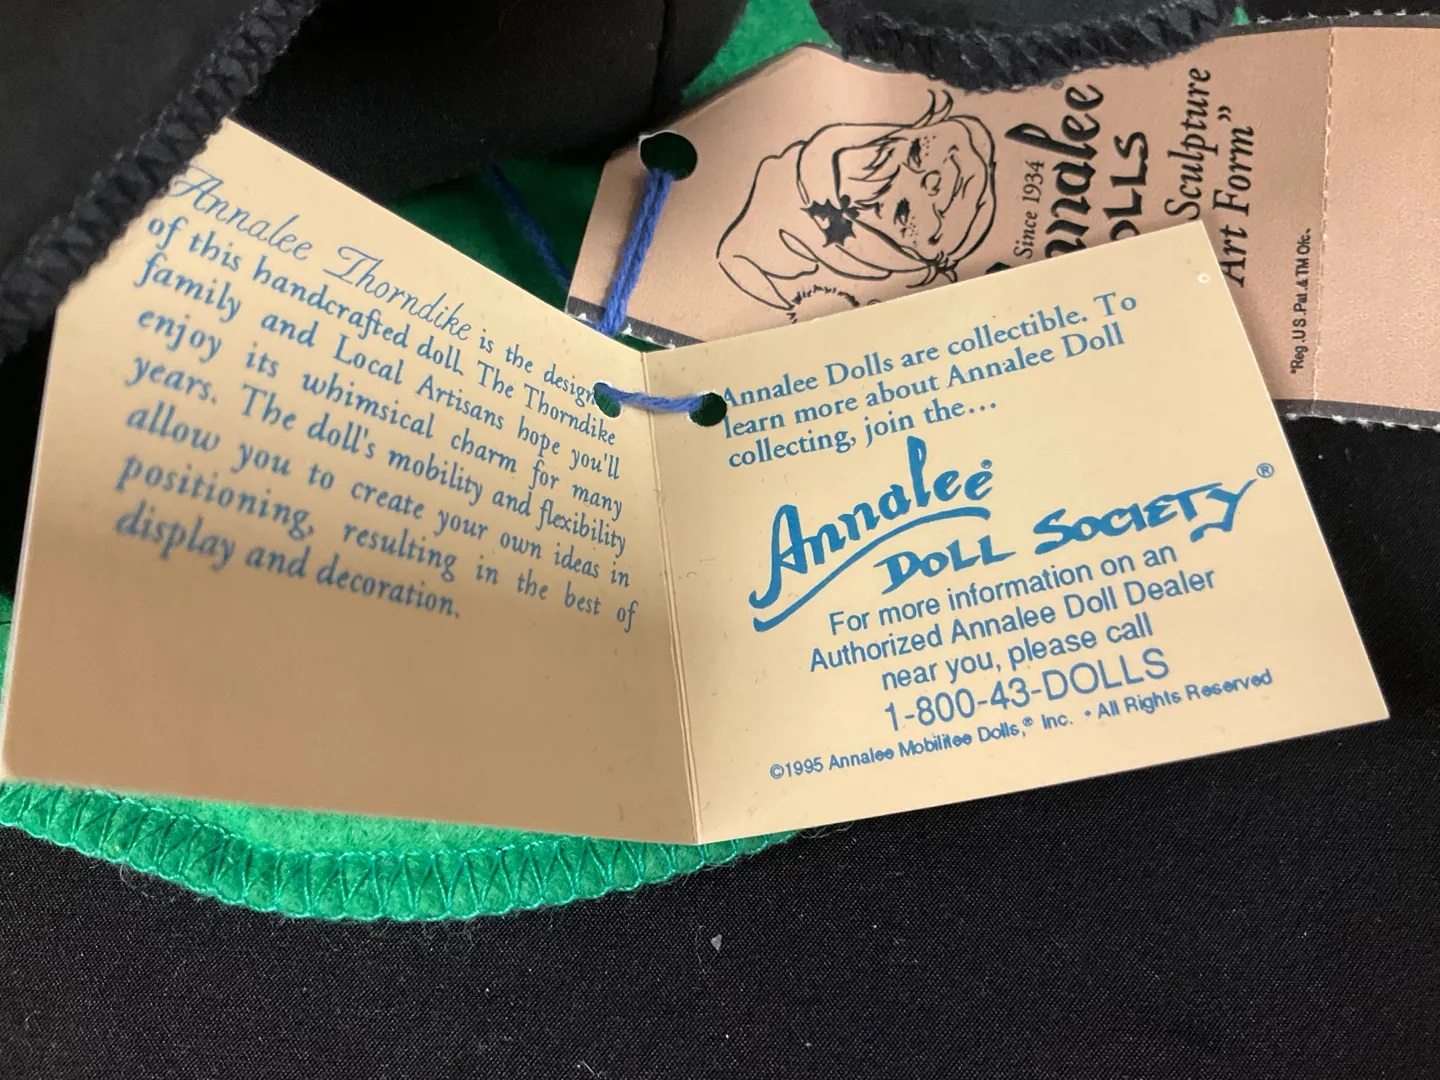 Annalee Thorndike is the design
of this handcrafted doll. The Thorndike
family and Local Artisans hope you'll
enjoy its whimsical charm for many
years. The doll's mobility and flexibility
allow you to create your own ideas in
positioning, resulting in the best of
display and decoration.
Annalee Dolls are collectible. To
learn more about Annalee Doll
collecting, join the...
Annalee®
DOLL SOCIETY®
For more information on an
Authorized Annalee Doll Dealer
near you, please call
1-800-43-DOLLS
©1995 Annalee Mobilitee Dolls,® Inc. • All Rights Reserved
Since 1934
nnalee®
OLLS
Sculpture
Art Form”
*Reg. U.S. Pat. & TM Ofc.